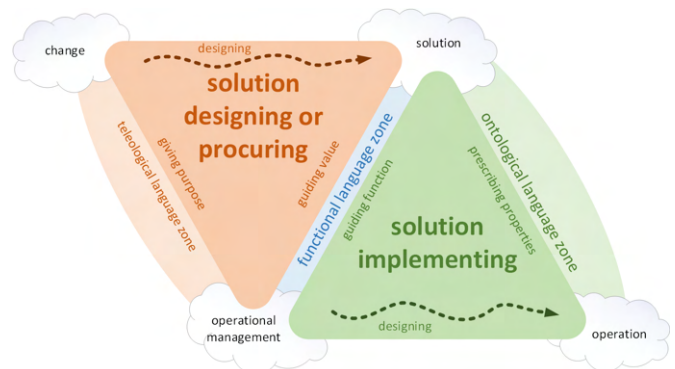 change
designing
solution
solution
designing or
procuring
teleological language zone
giving purpose
guiding value
functional language zone
guiding function
prescribing properties
ontological language zone
solution
implementing
operational
management
designing
operation